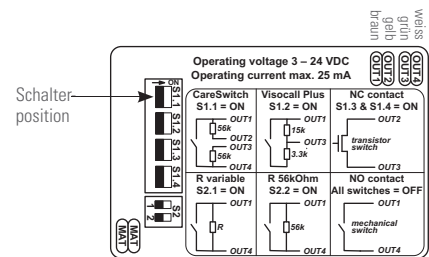 weiss
grün
gelb
braun
Operating voltage 3 – 24 VDC
Operating current max. 25 mA
OUT1
OUT2
OUT3
OUT4
Schalter-
position
ON
S1.1
S1.2
S1.3
S1.4
1
2
S2
MAT
MAT
CareSwitch
S1.1 = ON
OUT1
56k
OUT2
OUT3
56k
OUT4
Visocall Plus
S1.2 = ON
OUT1
15k
OUT3
3.3k
OUT4
NC contact
S1.3 & S1.4 = ON
OUT2
transistor
switch
OUT3
R variable
S2.1 = ON
OUT1
R
OUT4
R 56kOhm
S2.2 = ON
OUT1
56k
OUT4
NO contact
All switches = OFF
OUT1
mechanical
switch
OUT4